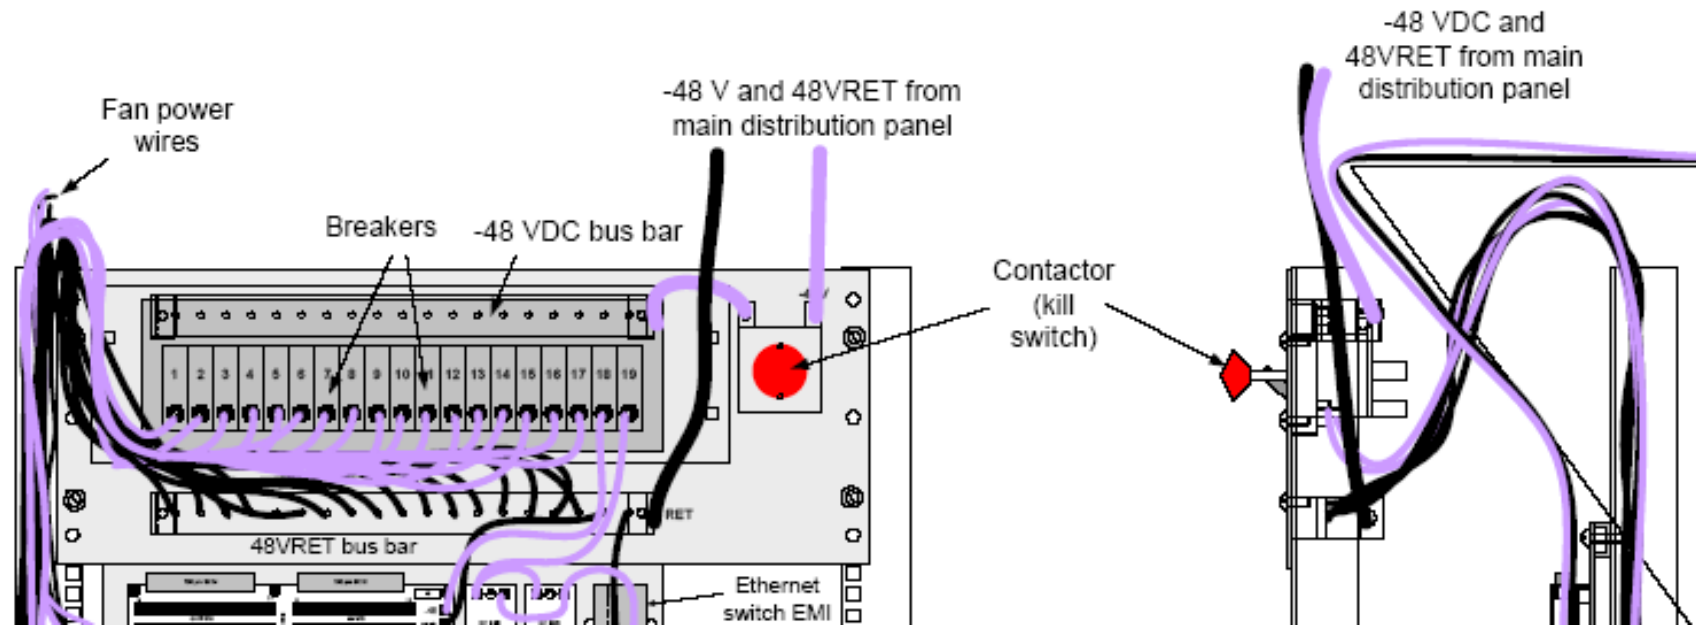 -48 VDC and
48VRET from main
distribution panel
-48 V and 48VRET from
main distribution panel
Fan power
wires
Breakers
-48 VDC bus bar
Contactor
(kill
switch)
1 2 3 4 5 6 7 8 9 10 11 12 13 14 15 16 17 18 19
RET
48VRET bus bar
Ethernet
switch EMI